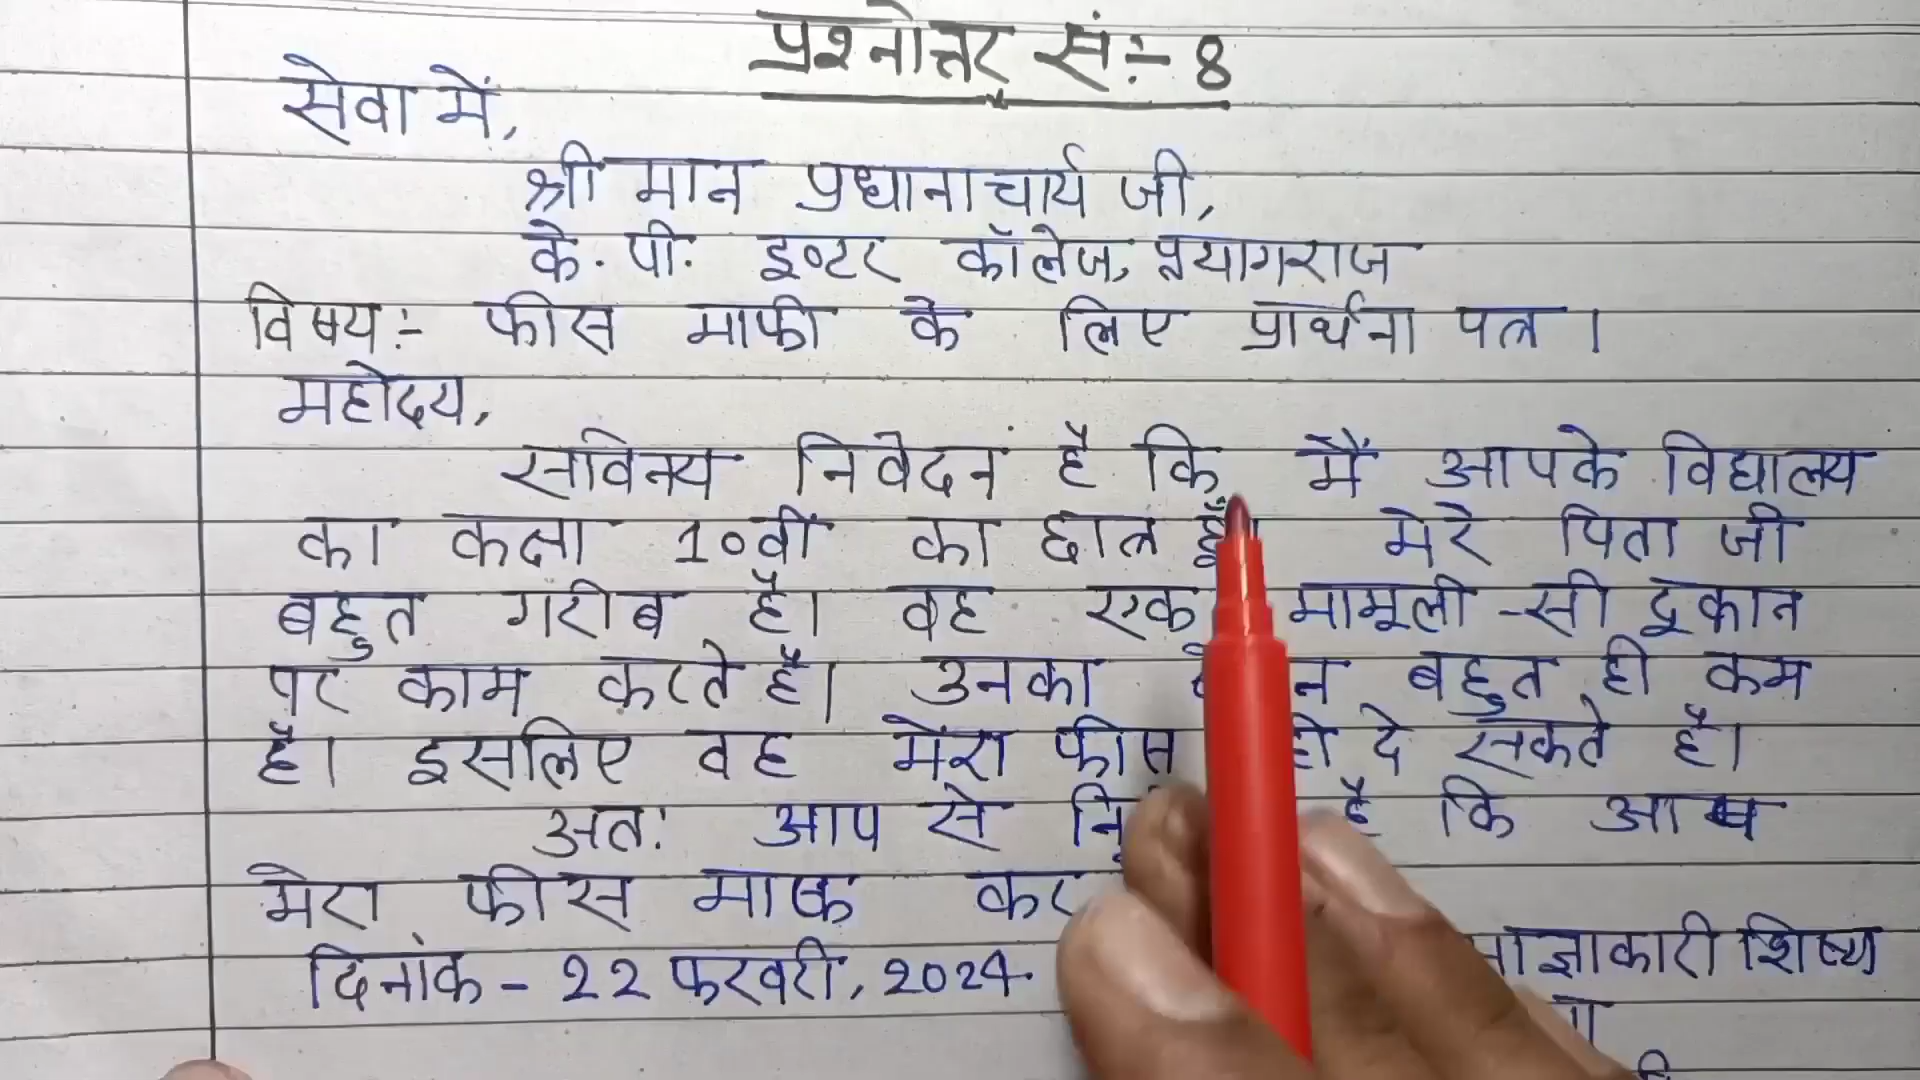 प्रश्नोत्तर सं:- 8
सेवा में,
श्री मान प्रधानाचार्य जी,
के. पी. इण्टर कॉलेज, प्रयागराज
विषय:- फीस माफी के लिए प्रार्थना पत्र।
महोदय,
सविनय निवेदन है कि मैं आपके विद्यालय
का कक्षा 10वीं का छात्र हूँ। मेरे पिता जी
बहुत गरीब है। वह एक मामूली-सी दूकान
पर काम करते है। उनका बहुत ही कम
है। इसलिए वह मेरा फीस दे सकते है।
अत: आप से है कि आप
मेरा फीस माफ कर
दिनांक - 22 फरवरी, 2024. शिष्य